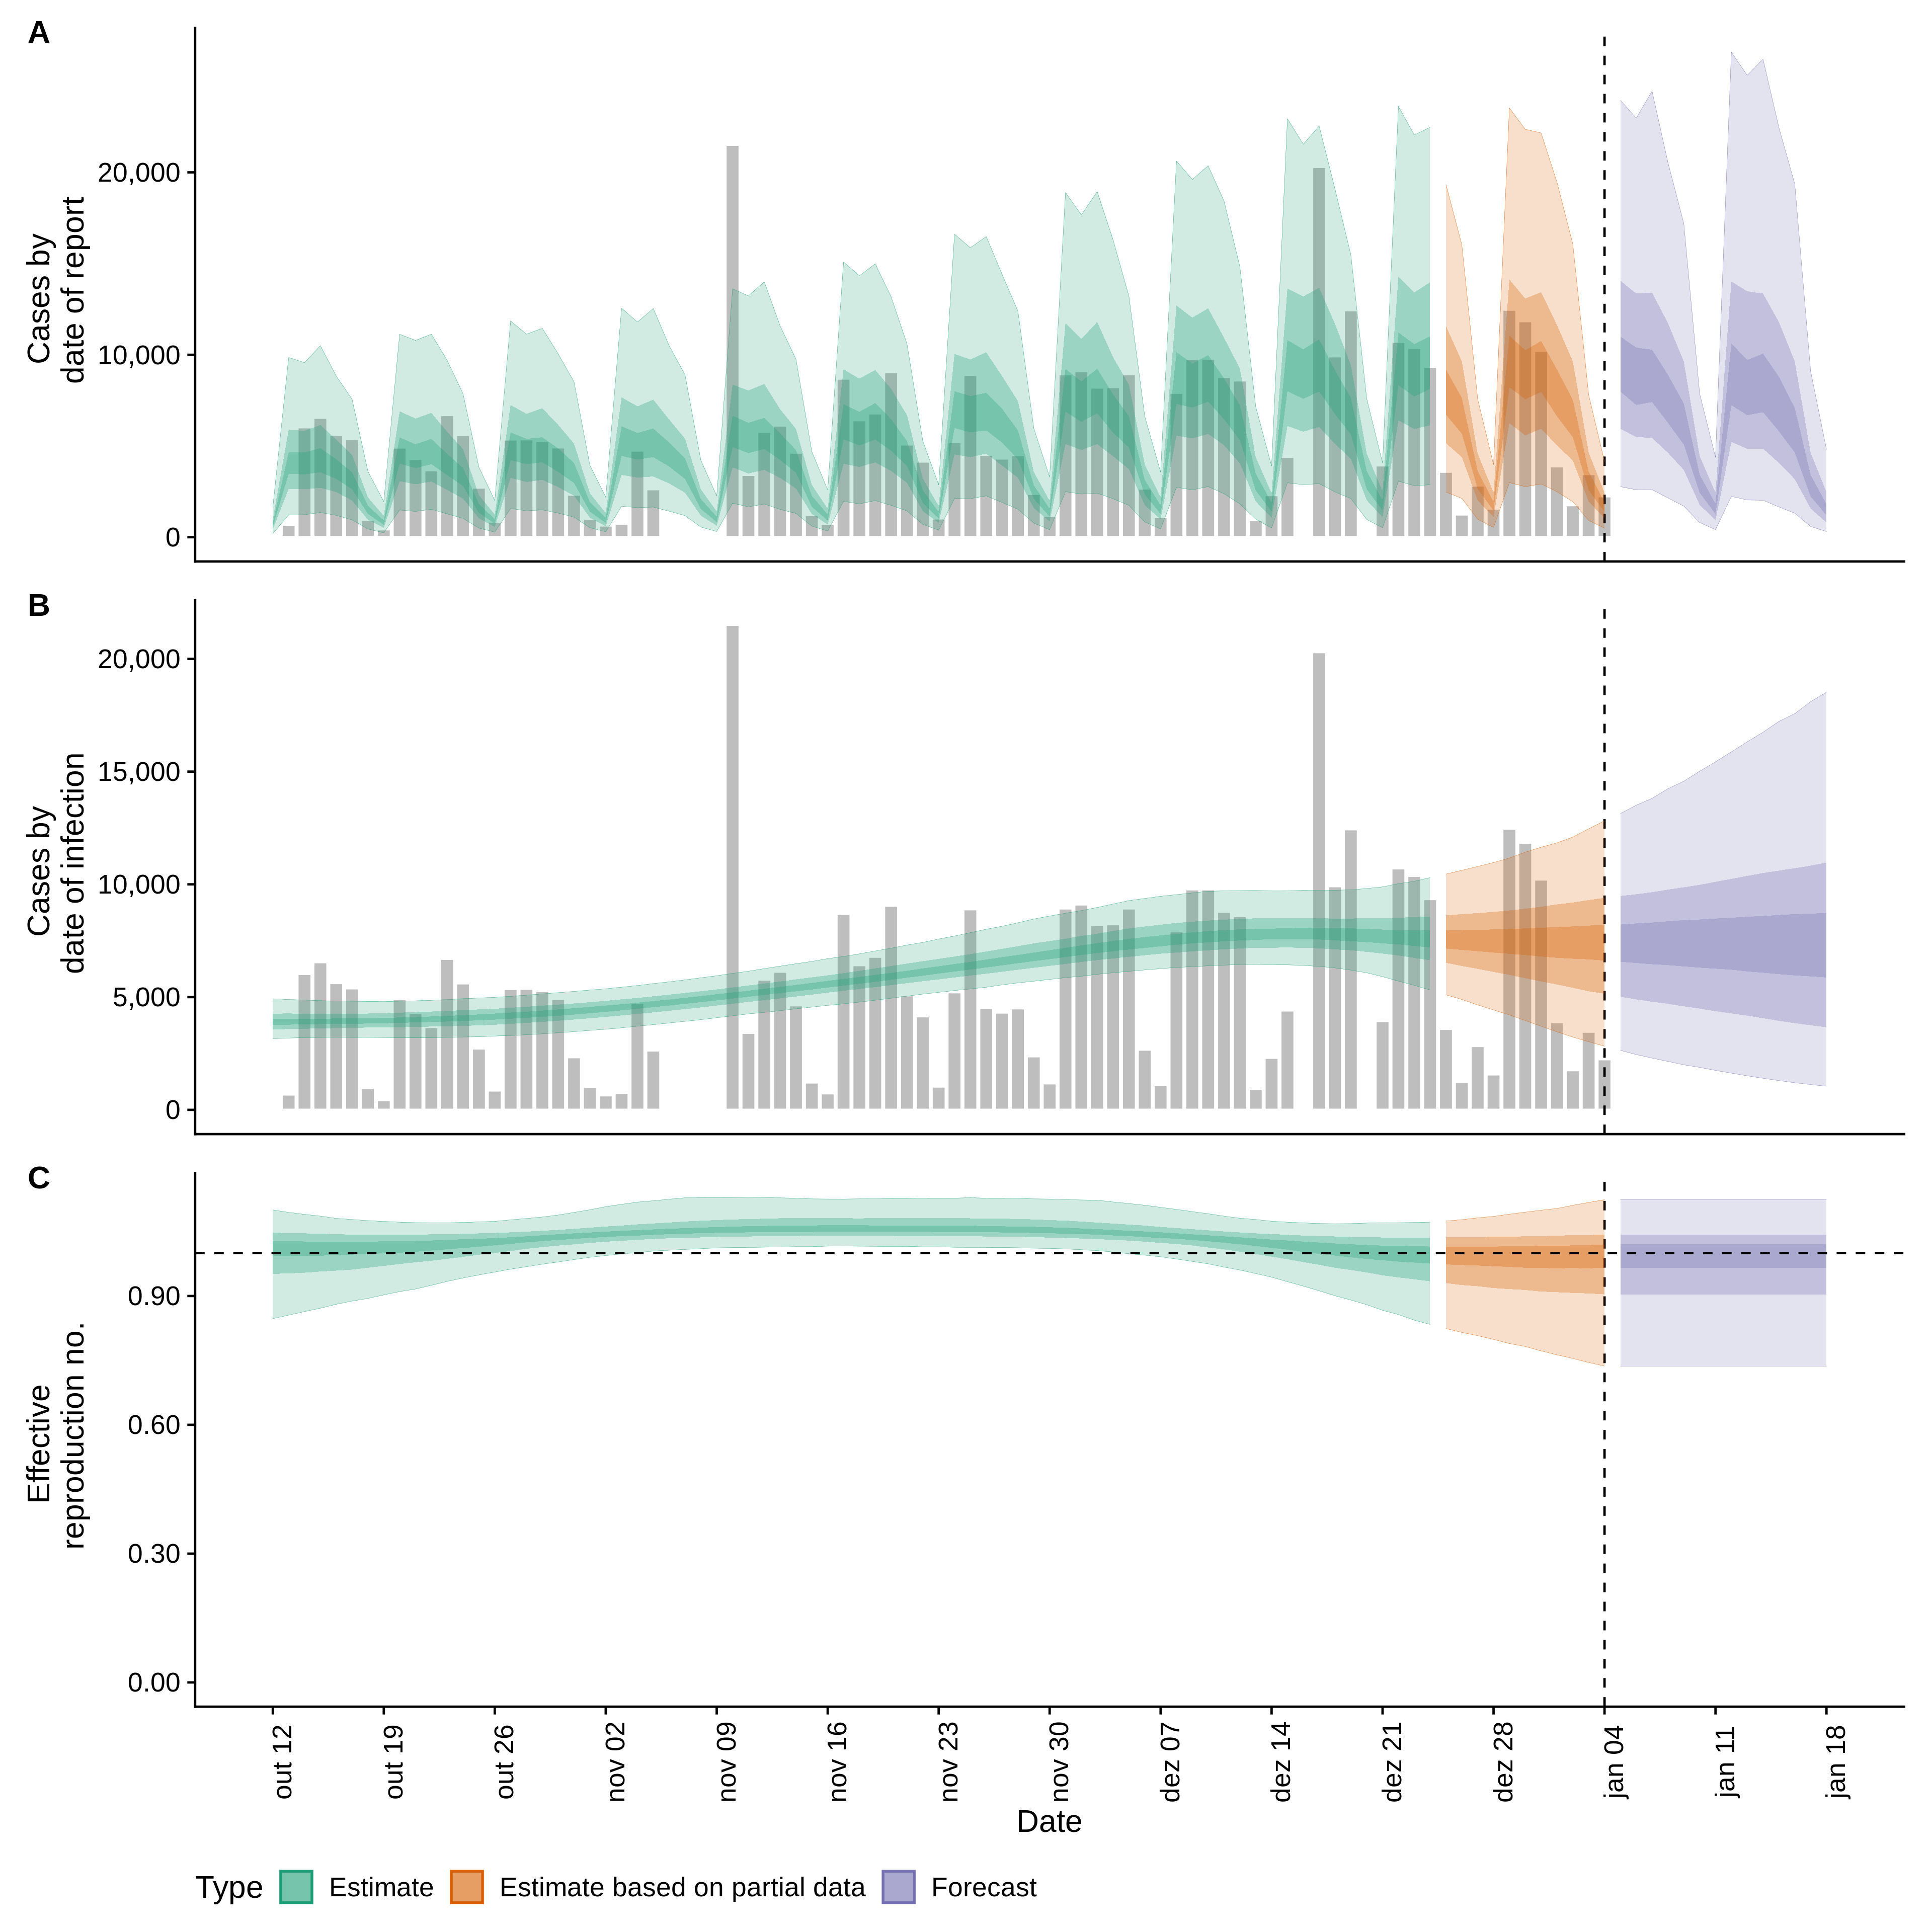 A
Cases by
date of report
20,000
10,000
0
B
Cases by
date of infection
20,000
15,000
10,000
5,000
0
C
Effective
reproduction no.
0.90
0.60
0.30
0.00
out 12
out 19
out 26
nov 02
nov 09
nov 16
nov 23
nov 30
dez 07
dez 14
dez 21
dez 28
jan 04
jan 11
jan 18
Date
Type Estimate Estimate based on partial data Forecast